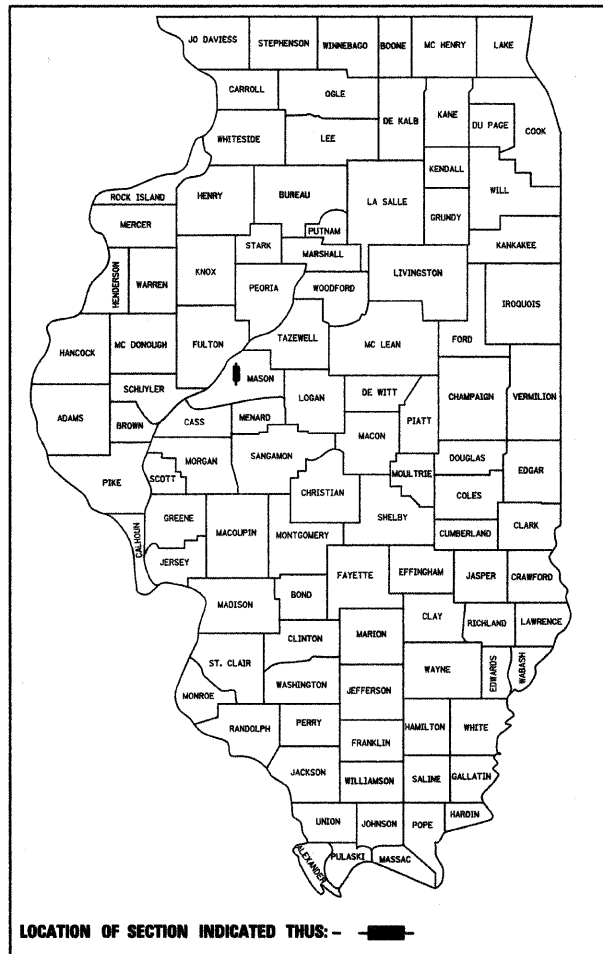 JO DAVIESS
STEPHENSON
WINNEBAGO
BOONE
MC HENRY
LAKE
CARROLL
OGLE
DE KALB
KANE
DU PAGE
COOK
WHITESIDE
LEE
KENDALL
WILL
ROCK ISLAND
HENRY
BUREAU
LA SALLE
GRUNDY
MERCER
PUTNAM
STARK
MARSHALL
KANKAKEE
HENDERSON
WARREN
KNOX
PEORIA
WOODFORD
LIVINGSTON
IROQUOIS
HANCOCK
MC DONOUGH
FULTON
TAZEWELL
MC LEAN
FORD
MASON
SCHUYLER
LOGAN
DE WITT
CHAMPAIGN
VERMILION
ADAMS
BROWN
CASS
MENARD
PIATT
MACON
PIKE
SCOTT
MORGAN
SANGAMON
MOULTRIE
DOUGLAS
EDGAR
CHRISTIAN
COLES
CALHOUN
GREENE
MACOUPIN
MONTGOMERY
SHELBY
CUMBERLAND
CLARK
JERSEY
FAYETTE
EFFINGHAM
JASPER
CRAWFORD
MADISON
BOND
CLAY
RICHLAND
LAWRENCE
CLINTON
MARION
ST. CLAIR
WAYNE
EDWARDS
WABASH
WASHINGTON
JEFFERSON
MONROE
RANDOLPH
PERRY
HAMILTON
WHITE
FRANKLIN
JACKSON
WILLIAMSON
SALINE
GALLATIN
UNION
JOHNSON
POPE
HARDIN
ALEXANDER
PULASKI
MASSAC
LOCATION OF SECTION INDICATED THUS: -